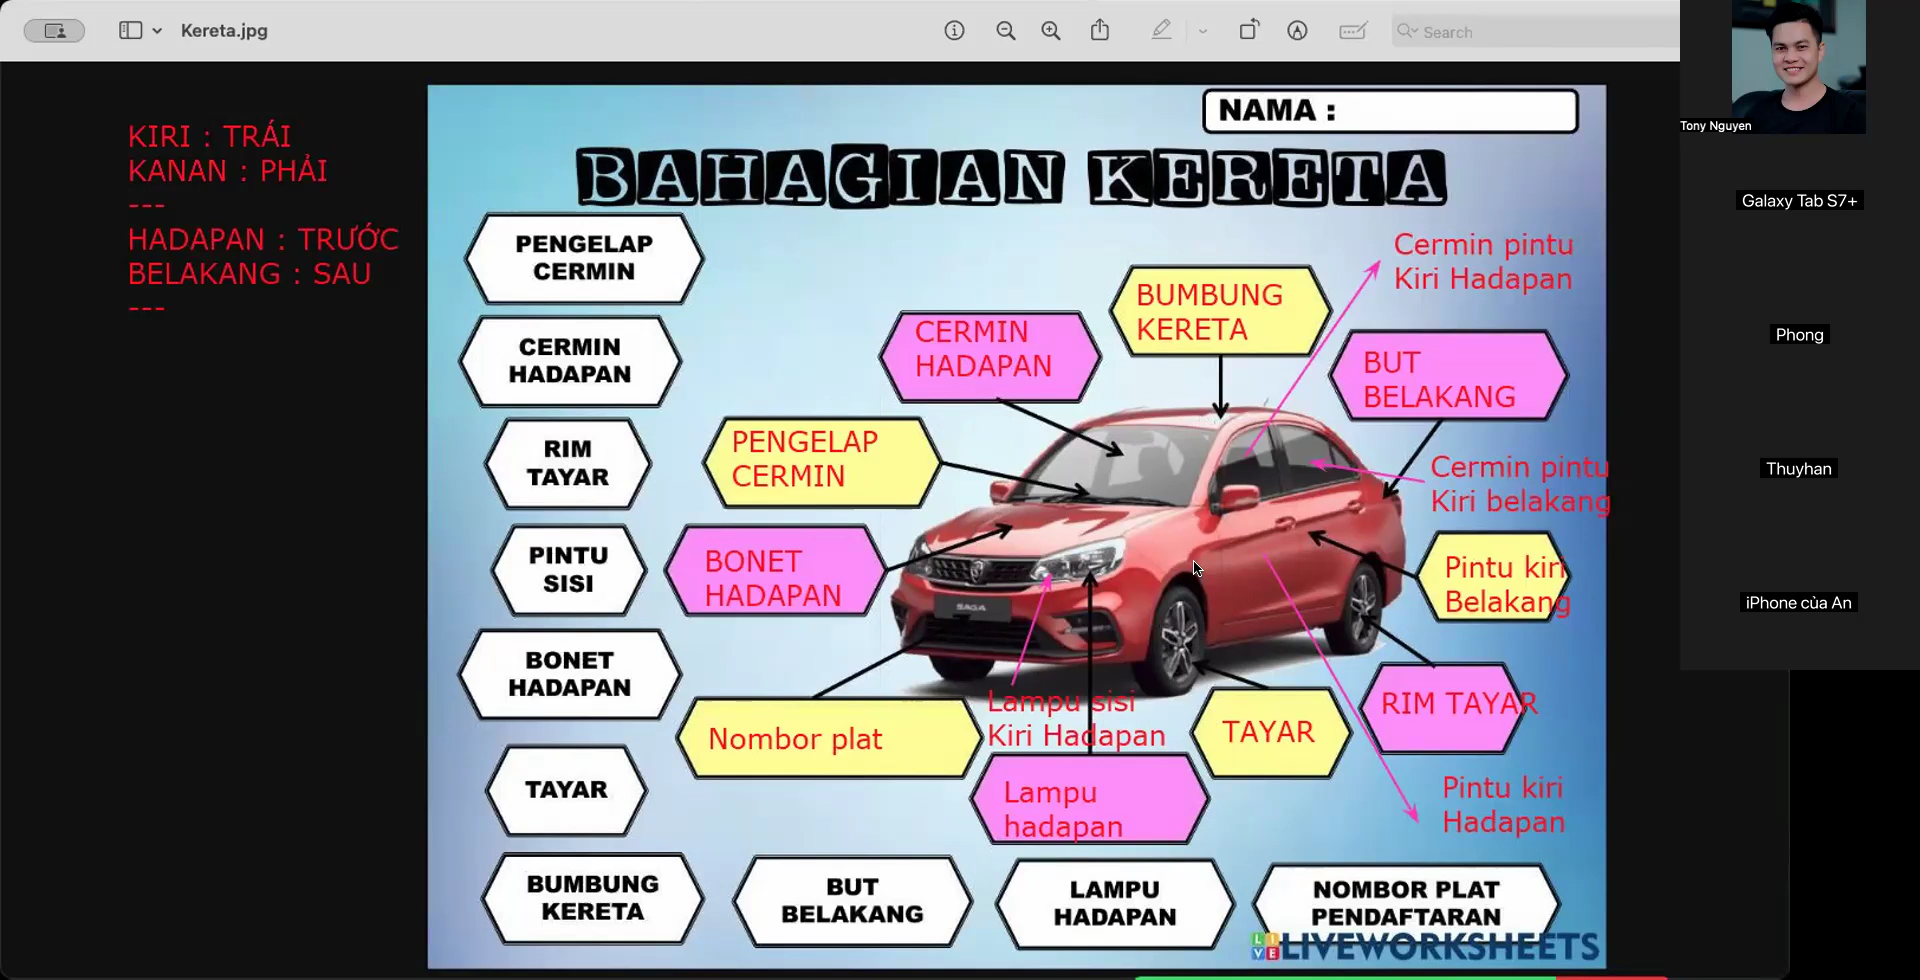 Kereta.jpg
Search
KIRI : TRÁI
KANAN : PHẢI
---
HADAPAN : TRƯỚC
BELAKANG : SAU
---
NAMA :
BAHAGIAN KERETA
PENGELAP
CERMIN
CERMIN
HADAPAN
RIM
TAYAR
PINTU
SISI
BONET
HADAPAN
TAYAR
BUMBUNG
KERETA
BUT
BELAKANG
LAMPU
HADAPAN
NOMBOR PLAT
PENDAFTARAN
CERMIN
HADAPAN
BUMBUNG
KERETA
Cermin pintu
Kiri Hadapan
BUT
BELAKANG
PENGELAP
CERMIN
Cermin pintu
Kiri belakang
BONET
HADAPAN
Pintu kiri
Belakang
SAGA
Nombor plat
Lampu sisi
Kiri Hadapan
TAYAR
RIM TAYAR
Lampu
hadapan
Pintu kiri
Hadapan
LIVE LIVEWORKSHEETS
Tony Nguyen
Galaxy Tab S7+
Phong
Thuyhan
iPhone của An